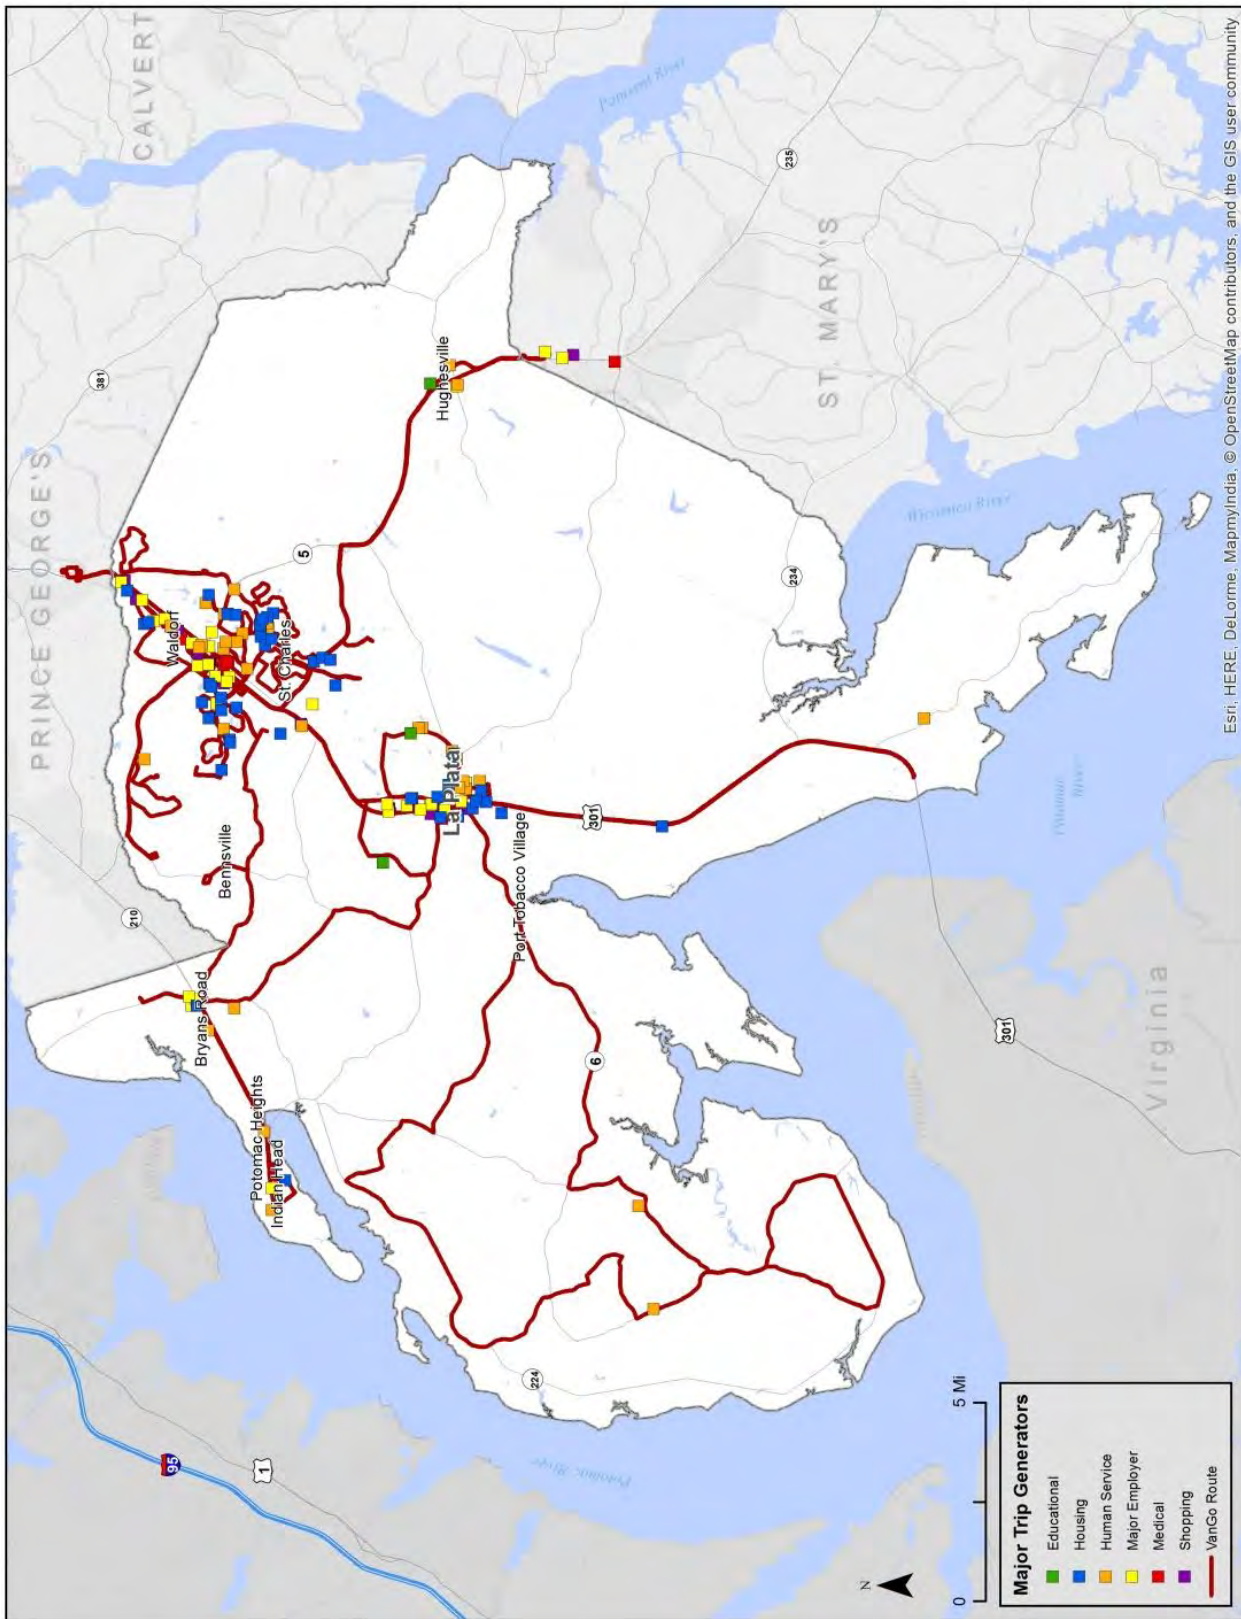 PRINCE GEORGE'S
CALVERT
381
210
Waldorf
5
St. Charles
Bennsville
Bryans Road
Potomac Heights
Indian Head
Hughesville
Patuxent River
La Plata
Port Tobacco Village
301
6
224
95
1
235
ST. MARY'S
234
Wicomico River
Potomac
River
Potomac River
301
Virginia
N
0
5 Mi
Major Trip Generators
Educational
Housing
Human Service
Major Employer
Medical
Shopping
VanGo Route
Esri, HERE, DeLorme, MapmyIndia, © OpenStreetMap contributors, and the GIS user community